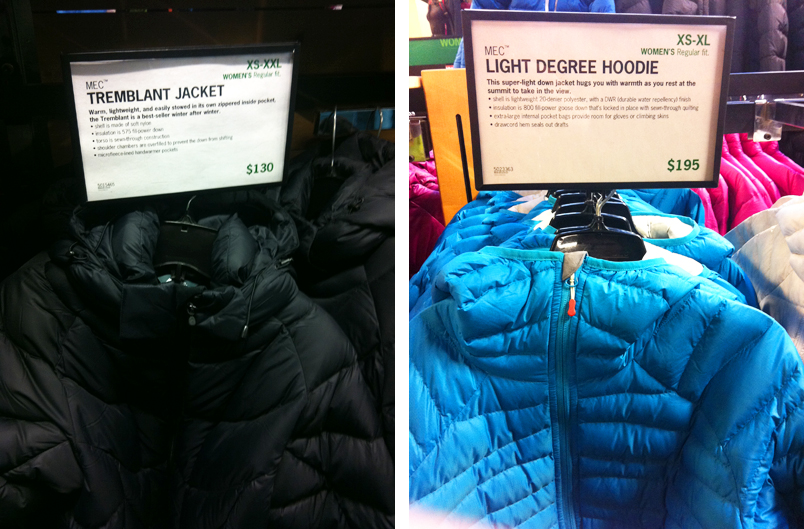 XS-XXL
WOMEN'S Regular fit.
MEC™
TREMBLANT JACKET
Warm, lightweight, and easily stowed in its own zippered inside pocket,
the Tremblant is a best-seller winter after winter.
• shell is made of soft nylon
• insulation is 575 fill-power down
• torso is sewn-through construction
• shoulder chambers are overfilled to prevent the down from shifting
• microfleece-lined handwarmer pockets
$130
WOM
XS-XL
WOMEN'S Regular fit.
MEC™
LIGHT DEGREE HOODIE
This super-light down jacket hugs you with warmth as you rest at the
summit to take in the view.
• shell is lightweight 20-denier polyester, with a DWR (durable water repellency) finish
• insulation is 800 fill-power goose down that's locked in place with sewn-through quilting
• extra-large internal pocket bags provide room for gloves or climbing skins
• drawcord hem seals out drafts
$195